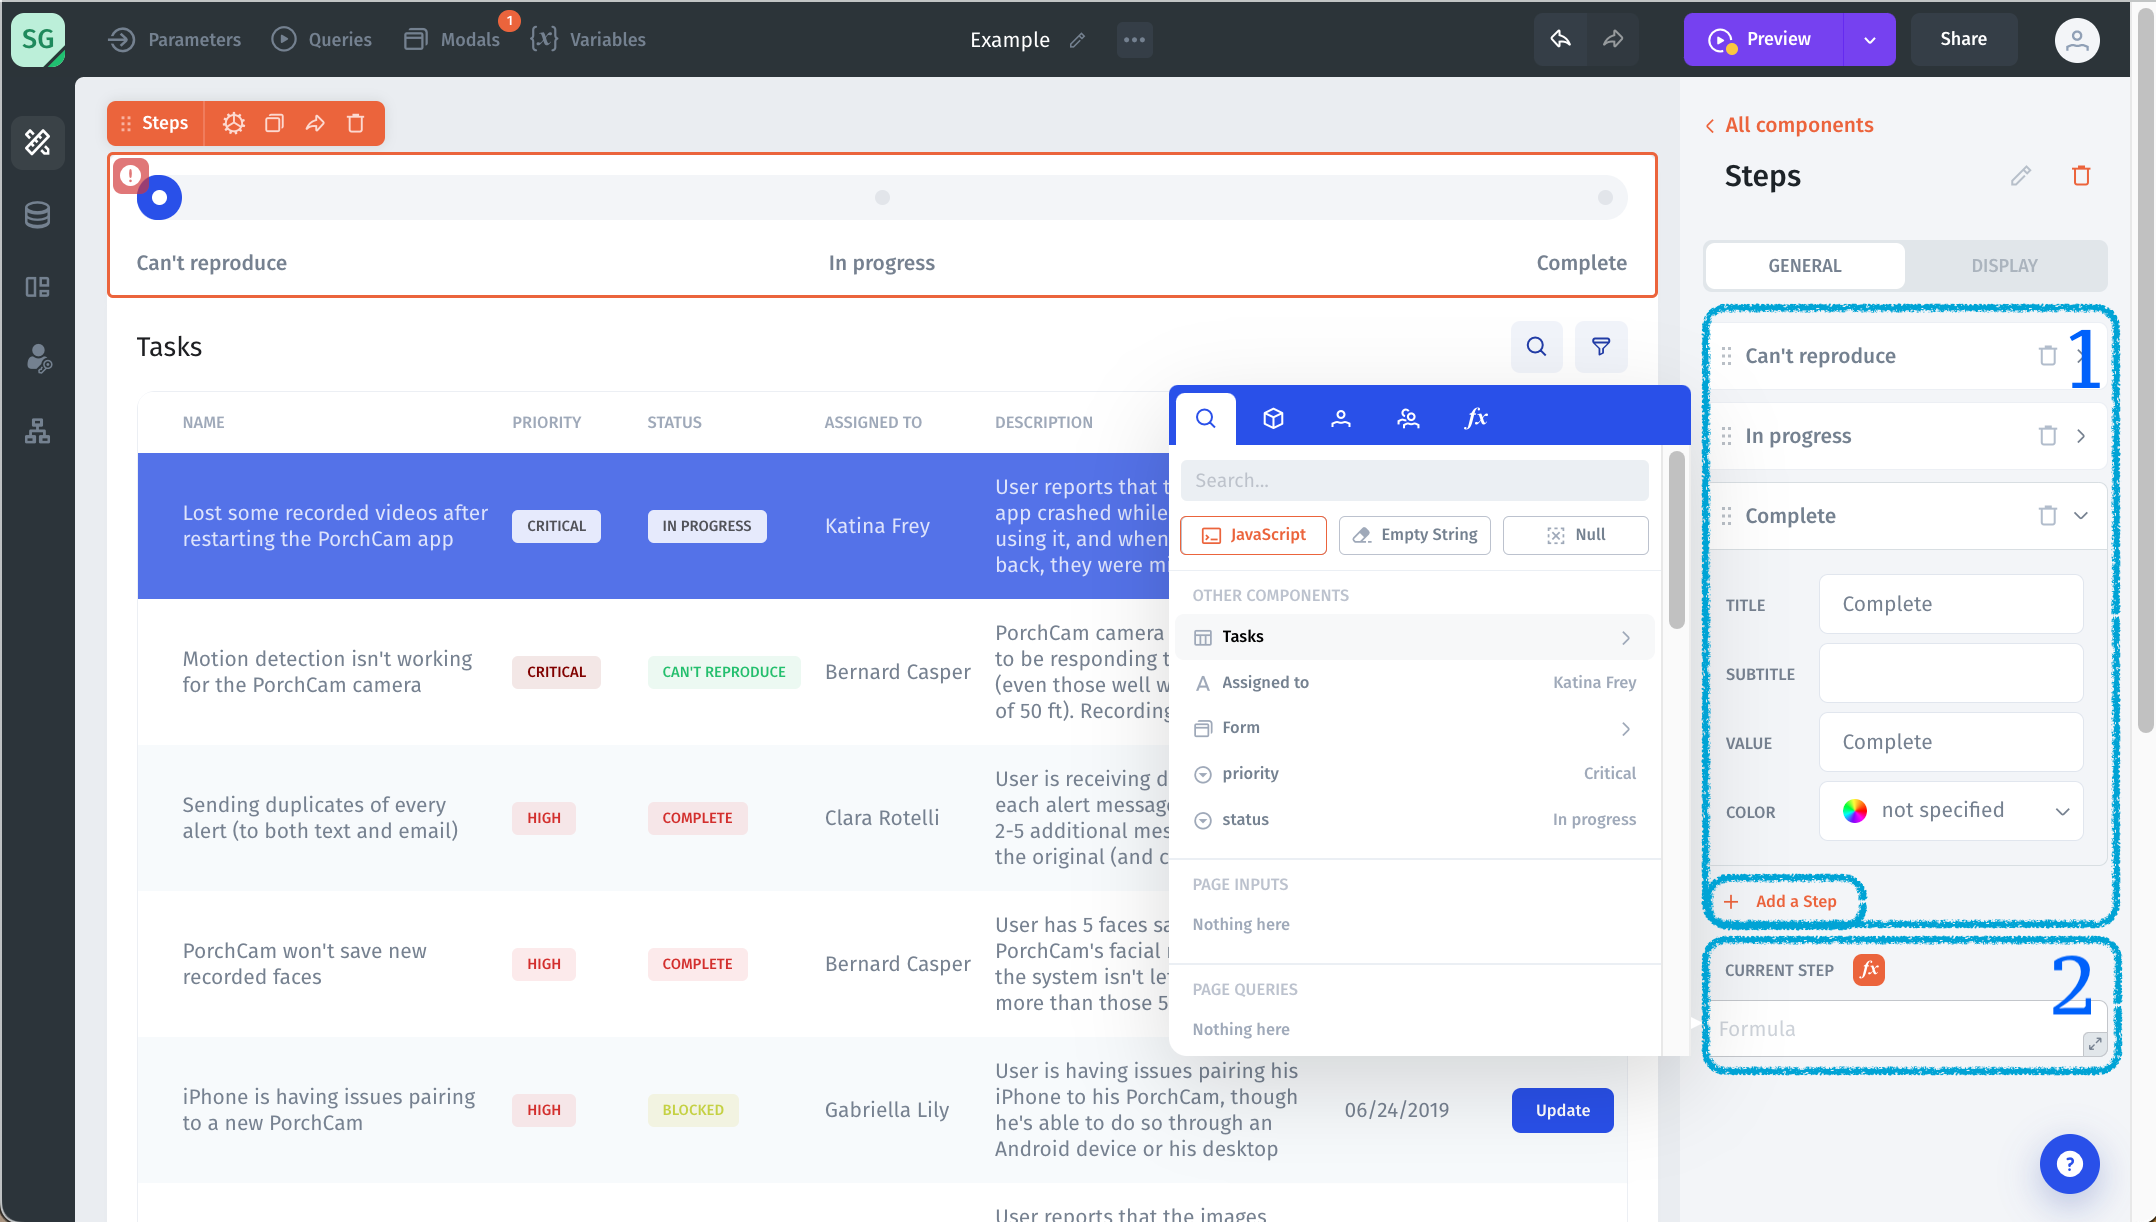 SG
Parameters
Queries
Modals
1
{x} Variables
Example
Preview
Share
Steps
Can't reproduce
In progress
Complete
Tasks
NAME
PRIORITY
STATUS
ASSIGNED TO
DESCRIPTION
Lost some recorded videos after
restarting the PorchCam app
CRITICAL
IN PROGRESS
Katina Frey
User reports that t
app crashed while
using it, and when
back, they were mi
Motion detection isn't working
for the PorchCam camera
CRITICAL
CAN'T REPRODUCE
Bernard Casper
PorchCam camera
to be responding t
(even those well w
of 50 ft). Recording
Sending duplicates of every
alert (to both text and email)
HIGH
COMPLETE
Clara Rotelli
User is receiving d
each alert message
2-5 additional mes
the original (and c
PorchCam won't save new
recorded faces
HIGH
COMPLETE
Bernard Casper
User has 5 faces sa
PorchCam's facial r
the system isn't let
more than those 5
iPhone is having issues pairing
to a new PorchCam
HIGH
BLOCKED
Gabriella Lily
User is having issues pairing his
iPhone to his PorchCam, though
he's able to do so through an
Android device or his desktop
06/24/2019
Update
User reports that the images
fx
Search...
JavaScript
Empty String
Null
OTHER COMPONENTS
Tasks
Assigned to
Katina Frey
Form
priority
Critical
status
In progress
PAGE INPUTS
Nothing here
PAGE QUERIES
Nothing here
All components
Steps
GENERAL
DISPLAY
1
Can't reproduce
In progress
Complete
TITLE
Complete
SUBTITLE
VALUE
Complete
COLOR
not specified
+ Add a Step
CURRENT STEP
fx
2
Formula
?